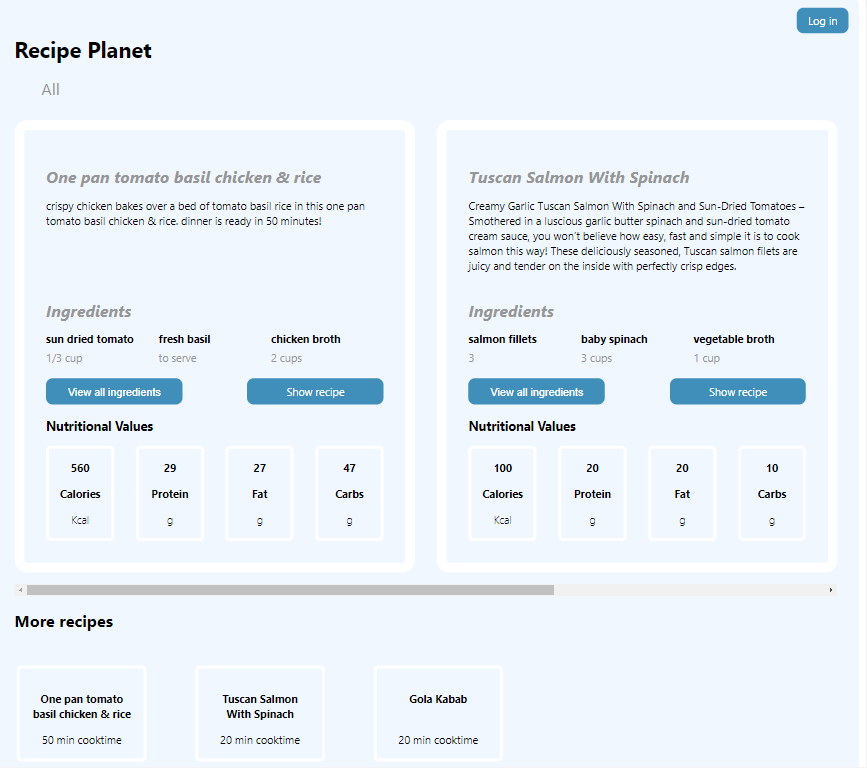 Log in
Recipe Planet
All
One pan tomato basil chicken & rice
crispy chicken bakes over a bed of tomato basil rice in this one pan
tomato basil chicken & rice. dinner is ready in 50 minutes!
Ingredients
sun dried tomato fresh basil chicken broth
1/3 cup to serve 2 cups
View all ingredients Show recipe
Nutritional Values
560 29 27 47
Calories Protein Fat Carbs
Kcal g g g
Tuscan Salmon With Spinach
Creamy Garlic Tuscan Salmon With Spinach and Sun-Dried Tomatoes –
Smothered in a luscious garlic butter spinach and sun-dried tomato
cream sauce, you won't believe how easy, fast and simple it is to cook
salmon this way! These deliciously seasoned, Tuscan salmon filets are
juicy and tender on the inside with perfectly crisp edges.
Ingredients
salmon fillets baby spinach vegetable broth
3 3 cups 1 cup
View all ingredients Show recipe
Nutritional Values
100 20 20 10
Calories Protein Fat Carbs
Kcal g g g
More recipes
One pan tomato
basil chicken & rice
50 min cooktime
Tuscan Salmon
With Spinach
20 min cooktime
Gola Kabab
20 min cooktime